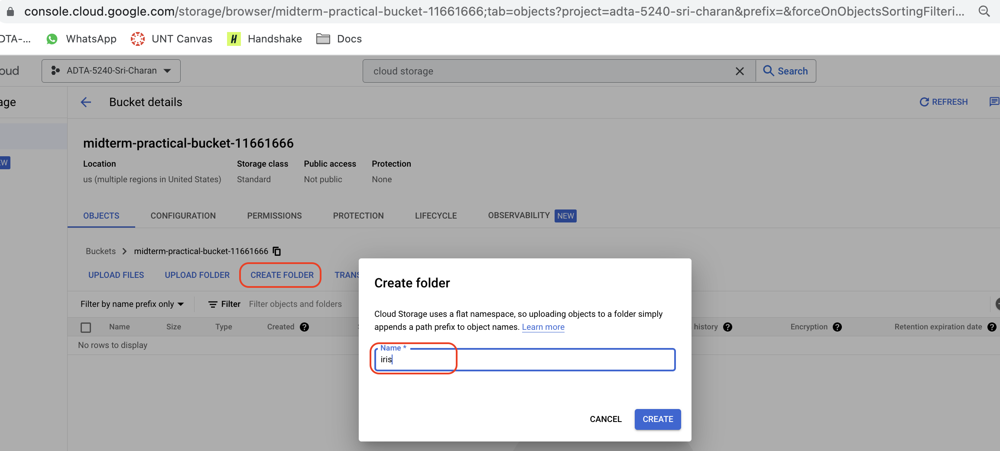 console.cloud.google.com/storage/browser/midterm-practical-bucket-11661666;tab=objects?project=adta-5240-sri-charan&prefix=&forceOnObjectsSortingFilteri...
DTA-... WhatsApp UNT Canvas H Handshake Docs
oud ADTA-5240-Sri-Charan cloud storage Search
age Bucket details REFRESH
midterm-practical-bucket-11661666
EW
Location Storage class Public access Protection
us (multiple regions in United States) Standard Not public None
OBJECTS CONFIGURATION PERMISSIONS PROTECTION LIFECYCLE OBSERVABILITY NEW
Buckets > midterm-practical-bucket-11661666
UPLOAD FILES UPLOAD FOLDER CREATE FOLDER TRANS
Create folder
Filter by name prefix only Filter Filter objects and folders
Cloud Storage uses a flat namespace, so uploading objects to a folder simply
appends a path prefix to object names. Learn more
Name Size Type Created ? history ? Encryption ? Retention expiration date ?
No rows to display
Name *
iris
CANCEL CREATE